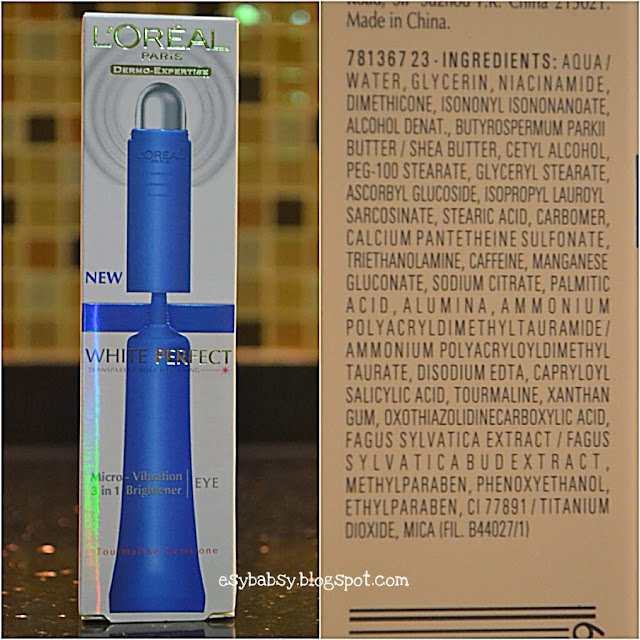 L'ORÉAL
PARIS
DERMO-EXPERTISE
L'ORÉAL
NEW
WHITE PERFECT
Micro-Vibration
3 in 1 Brightener
EYE
Tourmaline Gemstone
esybabsy.blogspot.com
Made in China.
781367 23 - INGREDIENTS: AQUA /
WATER, GLYCERIN, NIACINAMIDE,
DIMETHICONE, ISONONYL ISONONANOATE,
ALCOHOL DENAT., BUTYROSPERMUM PARKII
BUTTER / SHEA BUTTER, CETYL ALCOHOL,
PEG-100 STEARATE, GLYCERYL STEARATE,
ASCORBYL GLUCOSIDE, ISOPROPYL LAUROYL
SARCOSINATE, STEARIC ACID, CARBOMER,
CALCIUM PANTETHEINE SULFONATE,
TRIETHANOLAMINE, CAFFEINE, MANGANESE
GLUCONATE, SODIUM CITRATE, PALMITIC
ACID, ALUMINA, AMMONIUM
POLYACRYLDIMETHYLTAURAMIDE /
AMMONIUM POLYACRYLOYLDIMETHYL
TAURATE, DISODIUM EDTA, CAPRYLOYL
SALICYLIC ACID, TOURMALINE, XANTHAN
GUM, OXOTHIAZOLIDINECARBOXYLIC ACID,
FAGUS SYLVATICA EXTRACT / FAGUS
SYLVATICA BUD EXTRACT,
METHYLPARABEN, PHENOXYETHANOL,
ETHYLPARABEN, CI 77891 / TITANIUM
DIOXIDE, MICA (FIL. B44027/1)